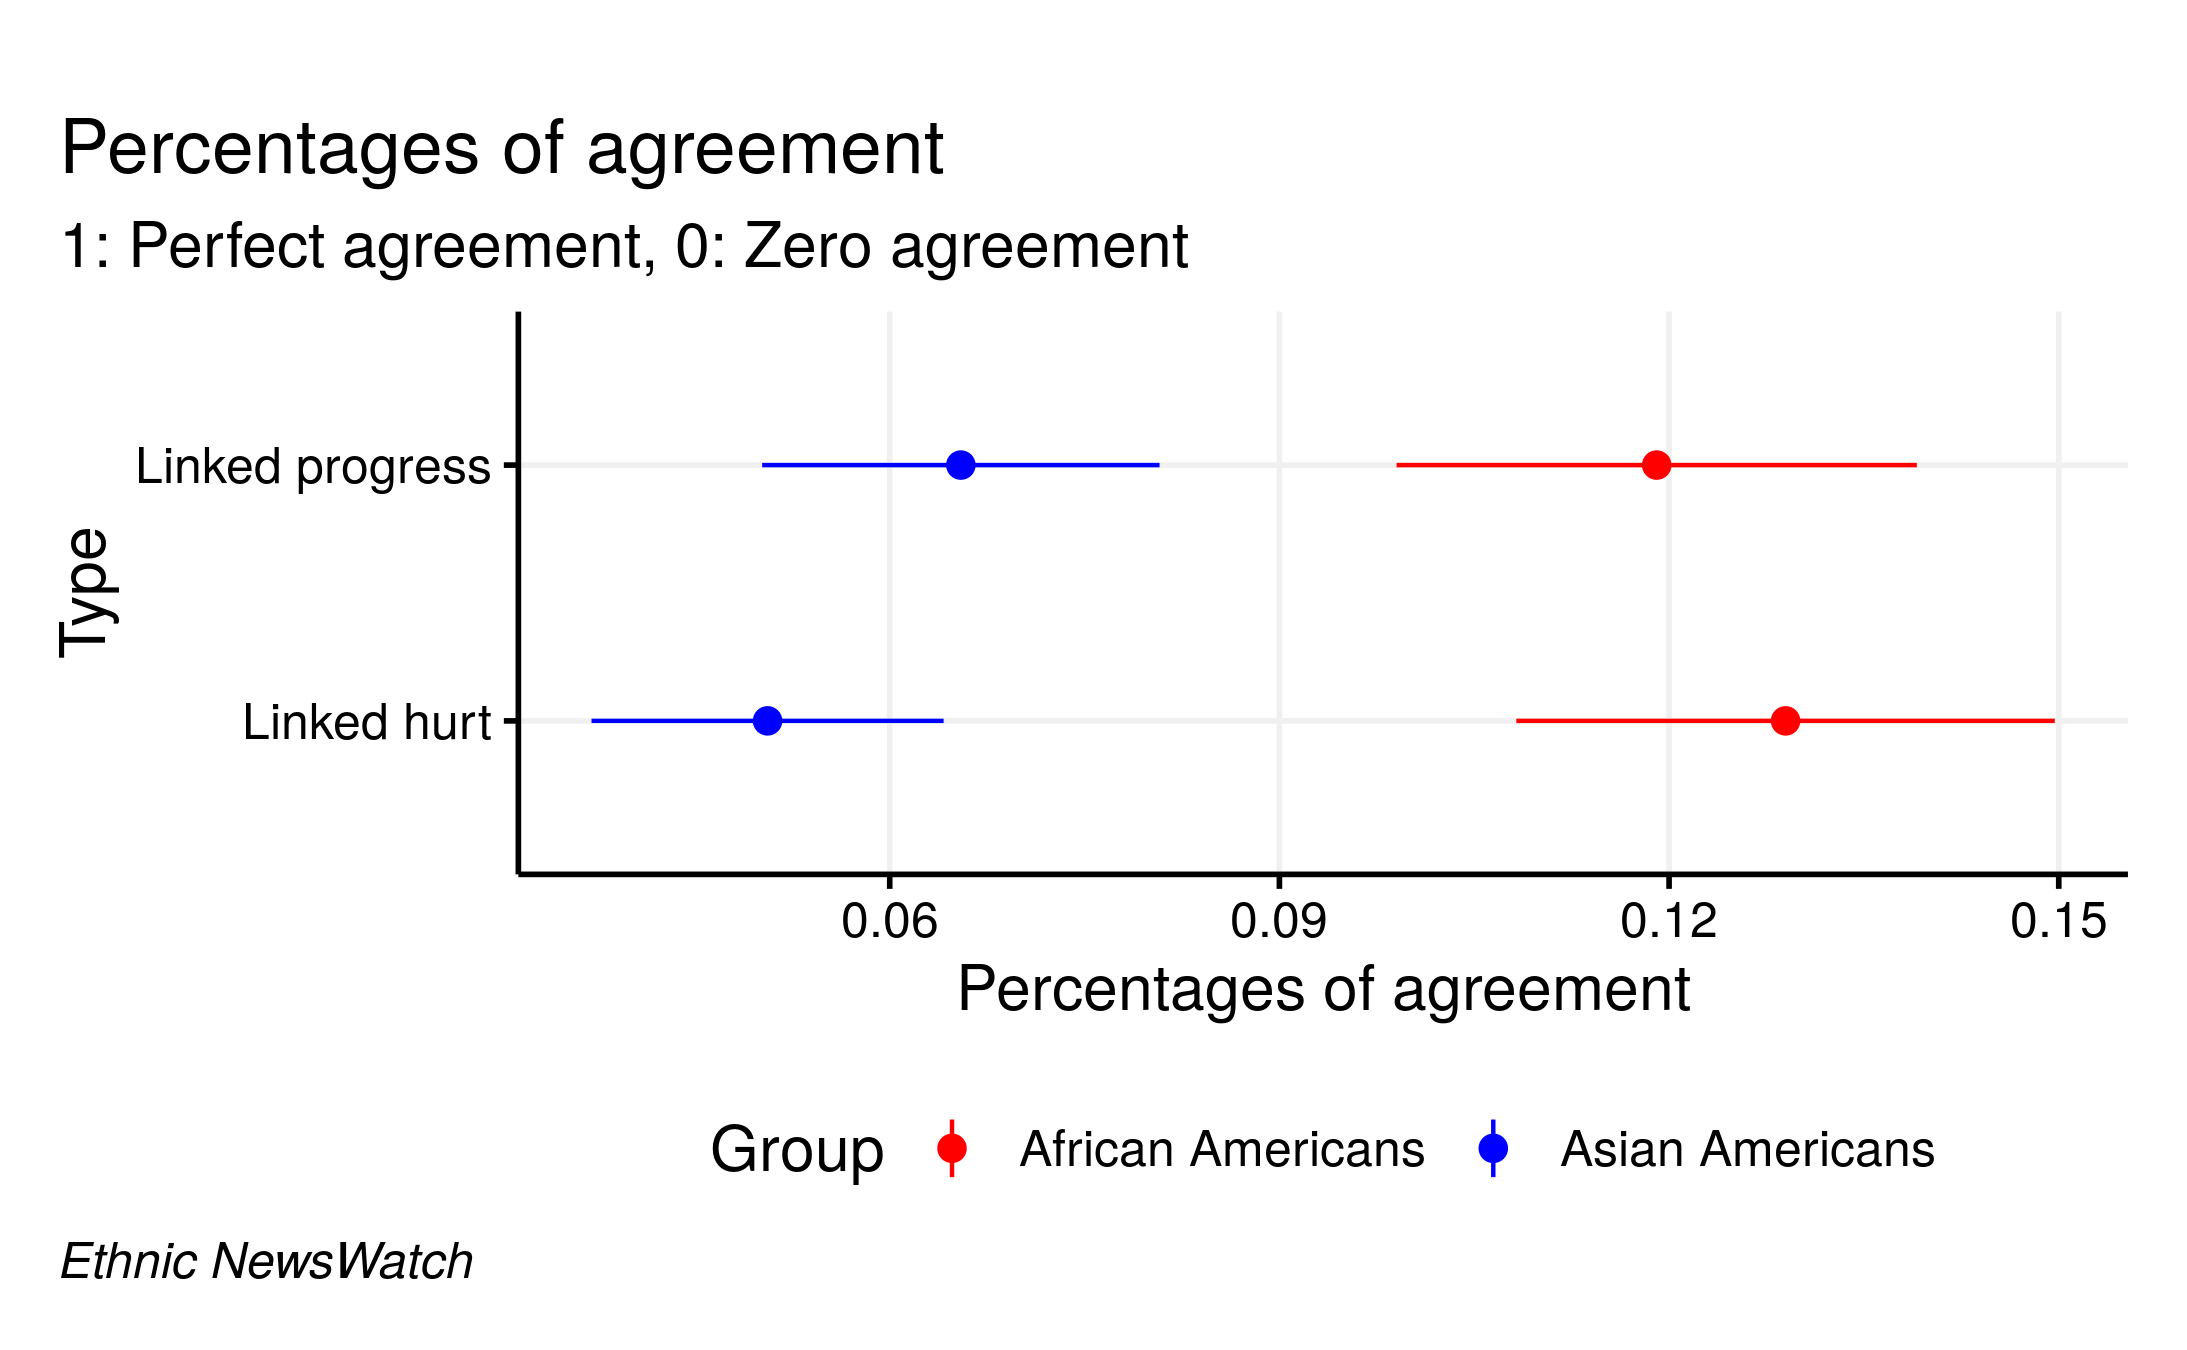 Percentages of agreement
1: Perfect agreement, 0: Zero agreement
Type
Linked progress
Linked hurt
0.06 0.09 0.12 0.15
Percentages of agreement
Group African Americans Asian Americans
Ethnic NewsWatch